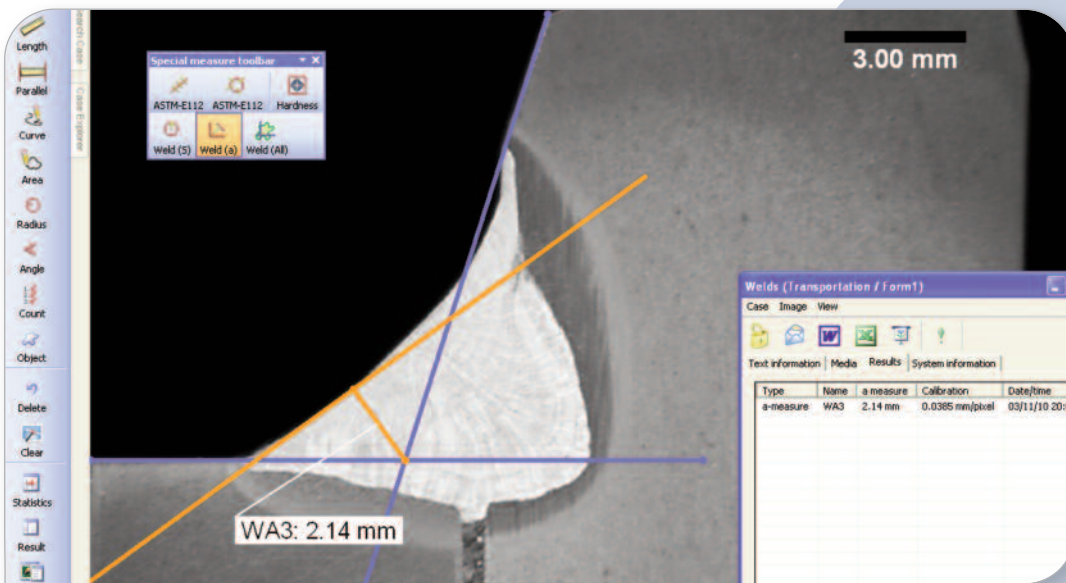 Length
Parallel
Curve
Area
Radius
Angle
Count
Object
Delete
Clear
Statistics
Result
Search Case
Case Explorer
Special measure toolbar
ASTM-E112 ASTM-E112 Hardness
Weld (S) Weld (a) Weld (All)
3.00 mm
WA3: 2.14 mm
Welds (Transportation / Form1)
Case Image View
Text information Media Results System information
Type Name a measure Calibration Date/time
a-measure WA3 2.14 mm 0.0385 mm/pixel 03/11/10 20: